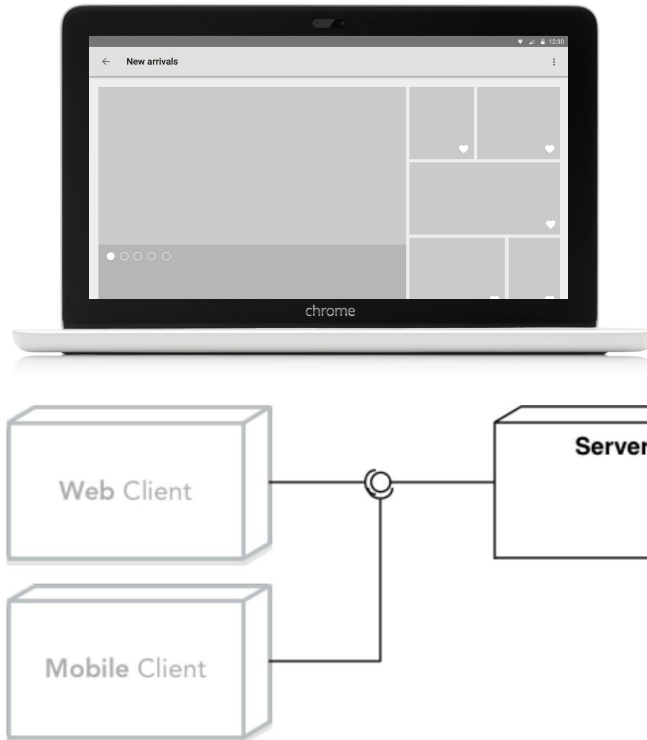 12:30
New arrivals
chrome
Server
Web Client
Mobile Client